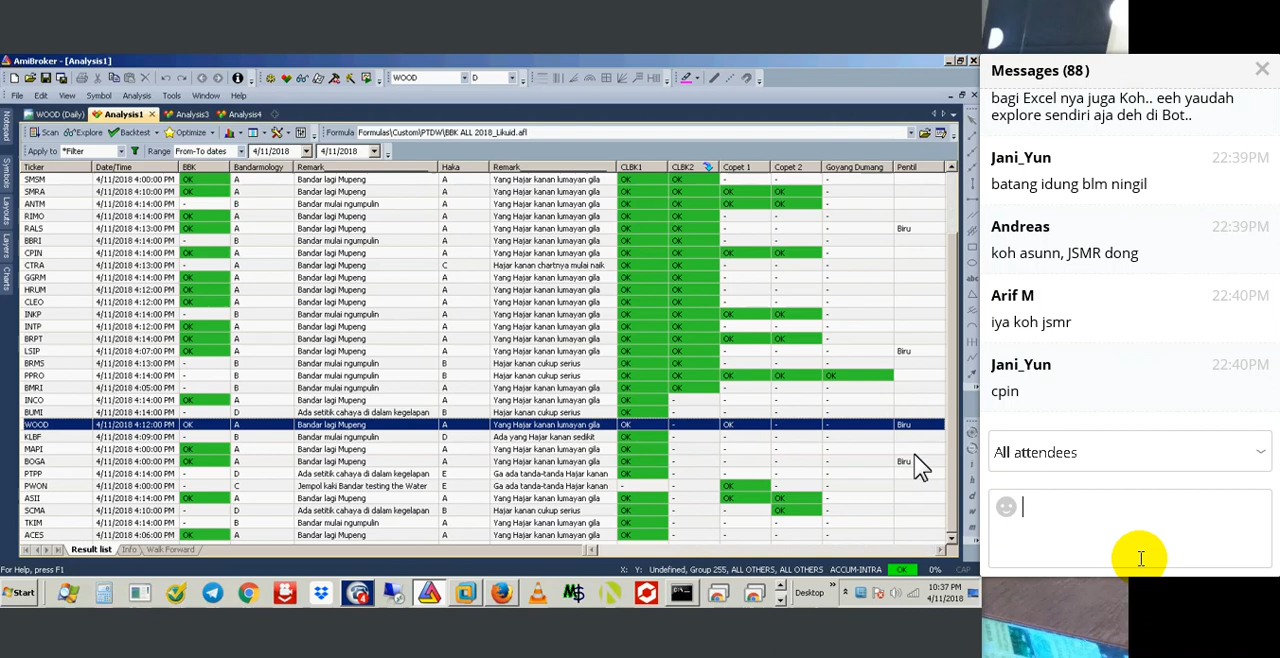 AmiBroker - [Analysis1]
WOOD D
File Edit View Symbol Analysis Tools Window Help
WOOD (Daily) Analysis1 Analysis3 Analysis4
Scan Explore Backtest Optimize Formula Formulas\Custom\PTDW\BBK ALL 2018_Likuid.afl
Apply to *Filter Range From-To dates 4/11/2018 4/11/2018
Notepad
Symbols
Layouts
Layers
Charts
Ticker Date/Time BBK Bandarmology Remark Haka Remark CLBK1 CLBK2 Copet 1 Copet 2 Goyang Dumang Pentil
SMSM 4/11/2018 4:00:00 PM OK A Bandar lagi Mupeng A Yang Hajar kanan lumayan gila OK OK - - -
SMRA 4/11/2018 4:10:00 PM OK A Bandar lagi Mupeng A Yang Hajar kanan lumayan gila OK OK OK OK -
ANTM 4/11/2018 4:14:00 PM - B Bandar mulai ngumpulin A Yang Hajar kanan lumayan gila OK OK OK OK -
RIMO 4/11/2018 4:14:00 PM OK A Bandar lagi Mupeng A Yang Hajar kanan lumayan gila OK OK - - -
RALS 4/11/2018 4:13:00 PM OK A Bandar lagi Mupeng A Yang Hajar kanan lumayan gila OK OK - - - Biru
BBRI 4/11/2018 4:14:00 PM - B Bandar mulai ngumpulin A Yang Hajar kanan lumayan gila OK OK - - -
CPIN 4/11/2018 4:14:00 PM OK A Bandar lagi Mupeng A Yang Hajar kanan lumayan gila OK OK OK OK -
CTRA 4/11/2018 4:13:00 PM - A Bandar lagi Mupeng C Hajar kanan chartnya mulai naik OK OK - - -
GGRM 4/11/2018 4:14:00 PM OK A Bandar lagi Mupeng A Yang Hajar kanan lumayan gila OK OK - - -
HRUM 4/11/2018 4:12:00 PM OK A Bandar lagi Mupeng A Yang Hajar kanan lumayan gila OK OK - - -
CLEO 4/11/2018 4:12:00 PM OK A Bandar lagi Mupeng A Yang Hajar kanan lumayan gila OK OK - - -
INKP 4/11/2018 4:14:00 PM - B Bandar mulai ngumpulin A Yang Hajar kanan lumayan gila OK OK OK OK -
INTP 4/11/2018 4:12:00 PM OK A Bandar lagi Mupeng A Yang Hajar kanan lumayan gila OK OK - - -
BRPT 4/11/2018 4:14:00 PM OK A Bandar lagi Mupeng A Yang Hajar kanan lumayan gila OK OK OK OK -
LSIP 4/11/2018 4:07:00 PM OK A Bandar lagi Mupeng A Yang Hajar kanan lumayan gila OK OK - - - Biru
BRMS 4/11/2018 4:13:00 PM - B Bandar mulai ngumpulin B Hajar kanan cukup serius OK OK - - -
PPRO 4/11/2018 4:14:00 PM - B Bandar mulai ngumpulin B Hajar kanan cukup serius OK OK OK OK OK
BMRI 4/11/2018 4:05:00 PM - B Bandar mulai ngumpulin A Yang Hajar kanan lumayan gila OK OK - - -
INCO 4/11/2018 4:14:00 PM OK A Bandar lagi Mupeng A Yang Hajar kanan lumayan gila OK - - - -
BUMI 4/11/2018 4:14:00 PM - D Ada setitik cahaya di dalam kegelapan B Hajar kanan cukup serius OK - - - -
WOOD 4/11/2018 4:12:00 PM OK A Bandar lagi Mupeng A Yang Hajar kanan lumayan gila OK - OK - - Biru
KLBF 4/11/2018 4:09:00 PM - B Bandar mulai ngumpulin D Ada yang Hajar kanan sedikit OK - - - -
MAPI 4/11/2018 4:14:00 PM OK A Bandar lagi Mupeng A Yang Hajar kanan lumayan gila OK - - - -
BOGA 4/11/2018 4:00:00 PM OK A Bandar lagi Mupeng A Yang Hajar kanan lumayan gila OK - - - - Biru
PTPP 4/11/2018 4:14:00 PM - D Ada setitik cahaya di dalam kegelapan E Ga ada tanda-tanda Hajar kanan OK - - - -
PWON 4/11/2018 4:14:00 PM - C Jempol kaki Bandar testing the Water E Ga ada tanda-tanda Hajar kanan - - OK - -
ASII 4/11/2018 4:14:00 PM OK A Bandar lagi Mupeng A Yang Hajar kanan lumayan gila OK - OK OK -
SCMA 4/11/2018 4:14:00 PM - D Ada setitik cahaya di dalam kegelapan B Hajar kanan cukup serius OK - - OK -
TKIM 4/11/2018 4:14:00 PM - B Bandar mulai ngumpulin A Yang Hajar kanan lumayan gila OK - - - -
ACES 4/11/2018 4:06:00 PM OK A Bandar lagi Mupeng A Yang Hajar kanan lumayan gila OK - - - -
Result list Info Walk Forward
For Help, press F1 X: Y: Undefined, Group 255, ALL OTHERS, ALL OTHERS ACCUM-INTRA OK 0% CAP
Start Desktop 10:37 PM
4/11/2018
Messages (88)
bagi Excel nya juga Koh.. eeh yaudah
explore sendiri aja deh di Bot..
Jani_Yun 22:39PM
batang idung blm ningil
Andreas 22:39PM
koh asunn, JSMR dong
Arif M 22:40PM
iya koh jsmr
Jani_Yun 22:40PM
cpin
All attendees